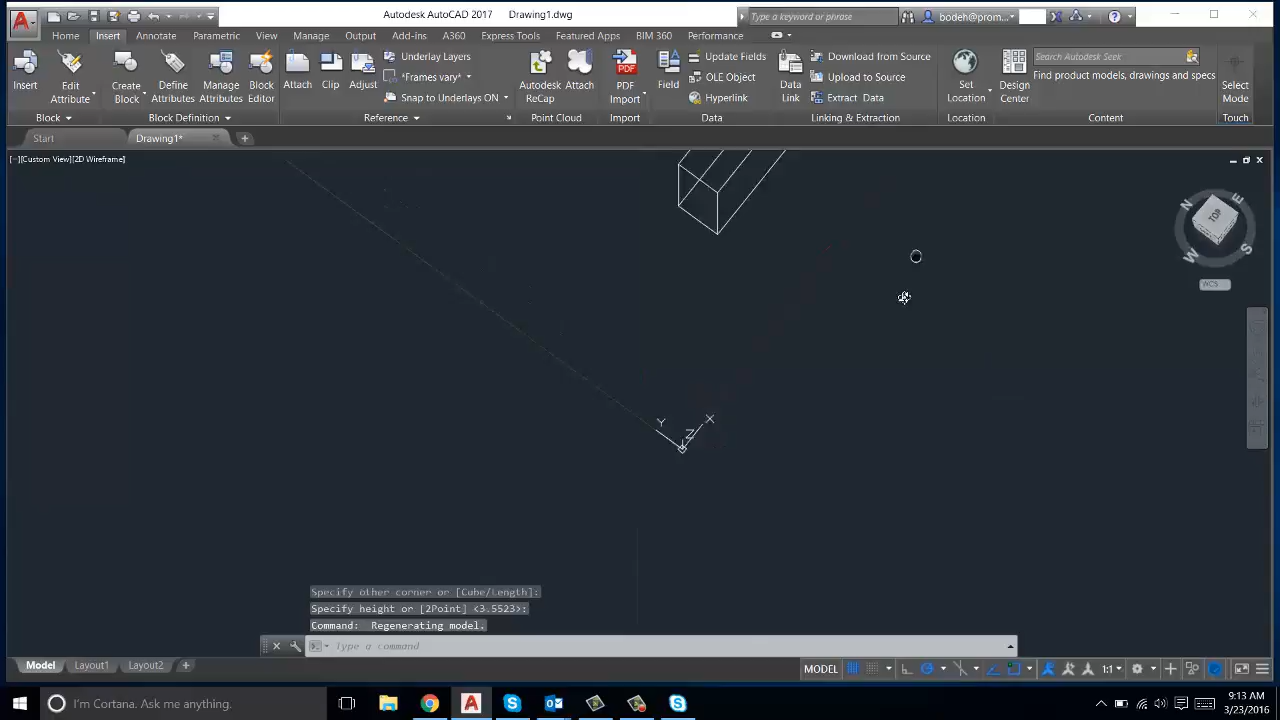 Autodesk AutoCAD 2017 Drawing1.dwg
Type a keyword or phrase
bodeh@prom...
Home Insert Annotate Parametric View Manage Output Add-ins A360 Express Tools Featured Apps BIM 360 Performance
Underlay Layers
*Frames vary*
Snap to Underlays ON
Update Fields
OLE Object
Hyperlink
Download from Source
Upload to Source
Extract Data
Search Autodesk Seek
Find product models, drawings and specs
Insert Edit Attribute Create Block Define Attributes Manage Attributes Block Editor Attach Clip Adjust Autodesk ReCap Attach PDF Import Field Data Link Set Location Design Center Select Mode
Block Block Definition Reference Point Cloud Import Data Linking & Extraction Location Content Touch
Start Drawing1*
[-][Custom View][2D Wireframe]
N E
TOP
W S
WCS
Y X
Z
Specify other corner or [Cube/Length]:
Specify height or [2Point] <3.5523>:
Command: Regenerating model.
Type a command
Model Layout1 Layout2 MODEL 1:1
I'm Cortana. Ask me anything.
9:13 AM
3/23/2016